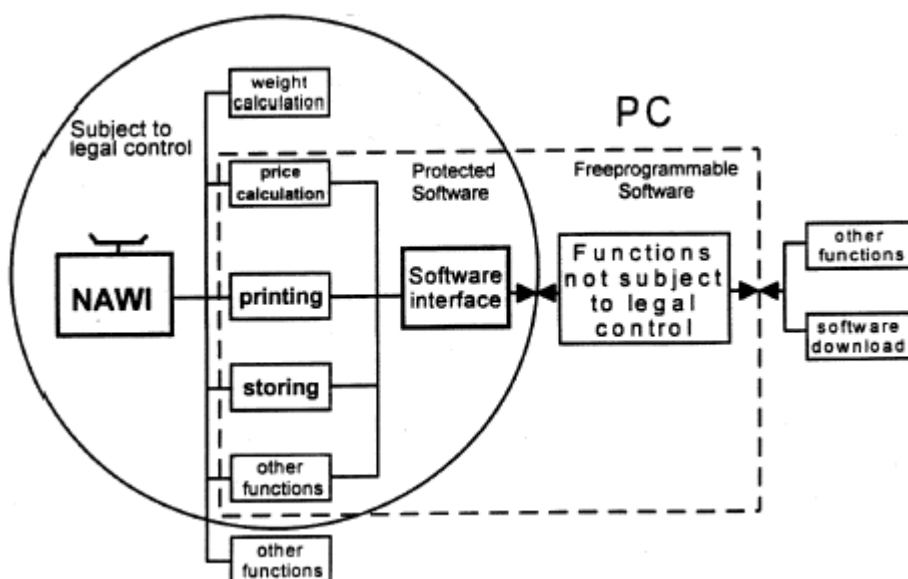 weight
calculation
PC
Subject to
legal control
price
calculation
Protected
Software
Freeprogrammable
Software
NAWI
printing
Software
interface
Functions
not subject
to legal
control
other
functions
software
download
storing
other
functions
other
functions